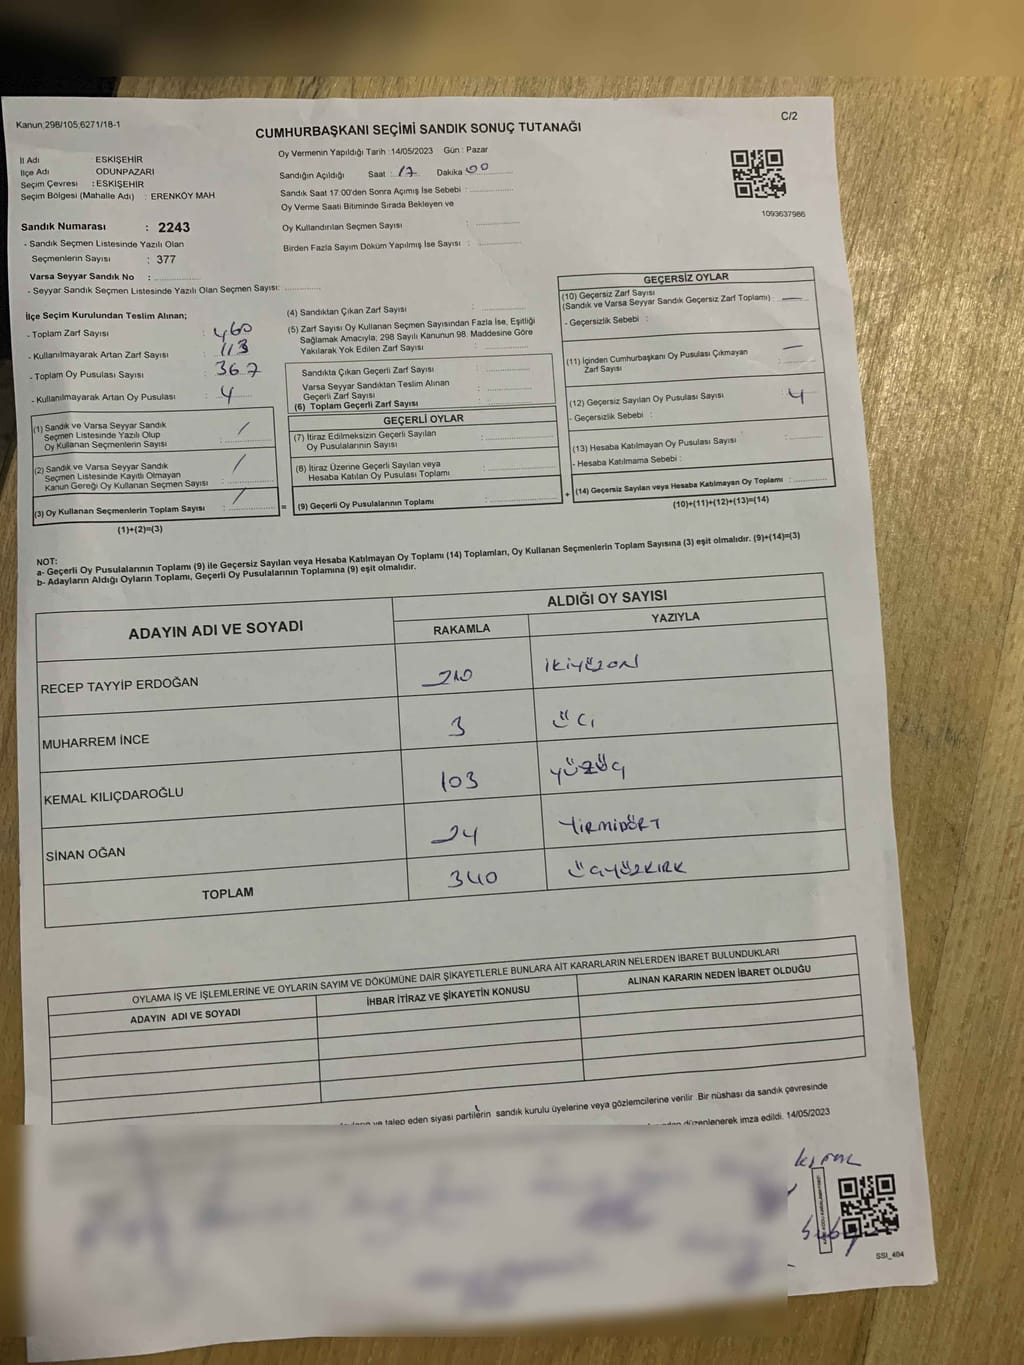 Kanun;298/105;6271/18-1
C/2
CUMHURBAŞKANI SEÇİMİ SANDIK SONUÇ TUTANAĞI
İl Adı : ESKİŞEHİR
İlçe Adı : ODUNPAZARI
Seçim Çevresi : ESKİŞEHİR
Seçim Bölgesi (Mahalle Adı) : ERENKÖY MAH
Oy Vermenin Yapıldığı Tarih :14/05/2023 Gün : Pazar
Sandığın Açıldığı Saat : 17 Dakika 00
Sandık Saat 17:00'den Sonra Açımış İse Sebebi :
Oy Verme Saati Bitiminde Sırada Bekleyen ve
Oy Kullandırılan Seçmen Sayısı :
Birden Fazla Sayım Döküm Yapılmış İse Sayısı :
1093637986
Sandık Numarası : 2243
- Sandık Seçmen Listesinde Yazılı Olan
Seçmenlerin Sayısı : 377
Varsa Seyyar Sandık No :
- Seyyar Sandık Seçmen Listesinde Yazılı Olan Seçmen Sayısı:
İlçe Seçim Kurulundan Teslim Alınan;
- Toplam Zarf Sayısı : 460
- Kullanılmayarak Artan Zarf Sayısı : 113
- Toplam Oy Pusulası Sayısı : 367
- Kullanılmayarak Artan Oy Pusulası : 4
(1) Sandık ve Varsa Seyyar Sandık
Seçmen Listesinde Yazılı Olup
Oy Kullanan Seçmenlerin Sayısı : /
(2) Sandık ve Varsa Seyyar Sandık
Seçmen Listesinde Kayıtlı Olmayan
Kanun Gereği Oy Kullanan Seçmen Sayısı : /
(3) Oy Kullanan Seçmenlerin Toplam Sayısı : /
(1)+(2)=(3)
(4) Sandıktan Çıkan Zarf Sayısı :
(5) Zarf Sayısı Oy Kullanan Seçmen Sayısından Fazla İse, Eşitliği
Sağlamak Amacıyla; 298 Sayılı Kanunun 98. Maddesine Göre
Yakılarak Yok Edilen Zarf Sayısı :
Sandıkta Çıkan Geçerli Zarf Sayısı :
Varsa Seyyar Sandıktan Teslim Alınan
Geçerli Zarf Sayısı :
(6) Toplam Geçerli Zarf Sayısı :
GEÇERLİ OYLAR
(7) İtiraz Edilmeksizin Geçerli Sayılan
Oy Pusulalarının Sayısı :
(8) İtiraz Üzerine Geçerli Sayılan veya
Hesaba Katılan Oy Pusulası Toplamı :
= (9) Geçerli Oy Pusulalarının Toplamı :
GEÇERSİZ OYLAR
(10) Geçersiz Zarf Sayısı
(Sandık ve Varsa Seyyar Sandık Geçersiz Zarf Toplamı) : —
- Geçersizlik Sebebi :
(11) İçinden Cumhurbaşkanı Oy Pusulası Çıkmayan
Zarf Sayısı : —
(12) Geçersiz Sayılan Oy Pusulası Sayısı : 4
- Geçersizlik Sebebi :
(13) Hesaba Katılmayan Oy Pusulası Sayısı :
- Hesaba Katılmama Sebebi :
+ (14) Geçersiz Sayılan veya Hesaba Katılmayan Oy Toplamı :
(10)+(11)+(12)+(13)=(14)
NOT:
a- Geçerli Oy Pusulalarının Toplamı (9) ile Geçersiz Sayılan veya Hesaba Katılmayan Oy Toplamı (14) Toplamları, Oy Kullanan Seçmenlerin Toplam Sayısına (3) eşit olmalıdır. (9)+(14)=(3)
b- Adayların Aldığı Oyların Toplamı, Geçerli Oy Pusulalarının Toplamına (9) eşit olmalıdır.
ADAYIN ADI VE SOYADI
ALDIĞI OY SAYISI
RAKAMLA YAZIYLA
RECEP TAYYİP ERDOĞAN 210 İKİYÜZON
MUHARREM İNCE 3 ÜÇ
KEMAL KILIÇDAROĞLU 103 YÜZÜÇ
SİNAN OĞAN 24 YİRMİDÖRT
TOPLAM 340 ÜÇYÜZKIRK
OYLAMA İŞ VE İŞLEMLERİNE VE OYLARIN SAYIM VE DÖKÜMÜNE DAİR ŞİKAYETLERLE BUNLARA AİT KARARLARIN NELERDEN İBARET BULUNDUKLARI
ADAYIN ADI VE SOYADI İHBAR İTİRAZ VE ŞİKAYETİN KONUSU ALINAN KARARIN NEDEN İBARET OLDUĞU
ve talep eden siyasi partilerin sandık kurulu üyelerine veya gözlemcilerine verilir. Bir nüshası da sandık çevresinde
düzenlenerek imza edildi. 14/05/2023
SSI_404